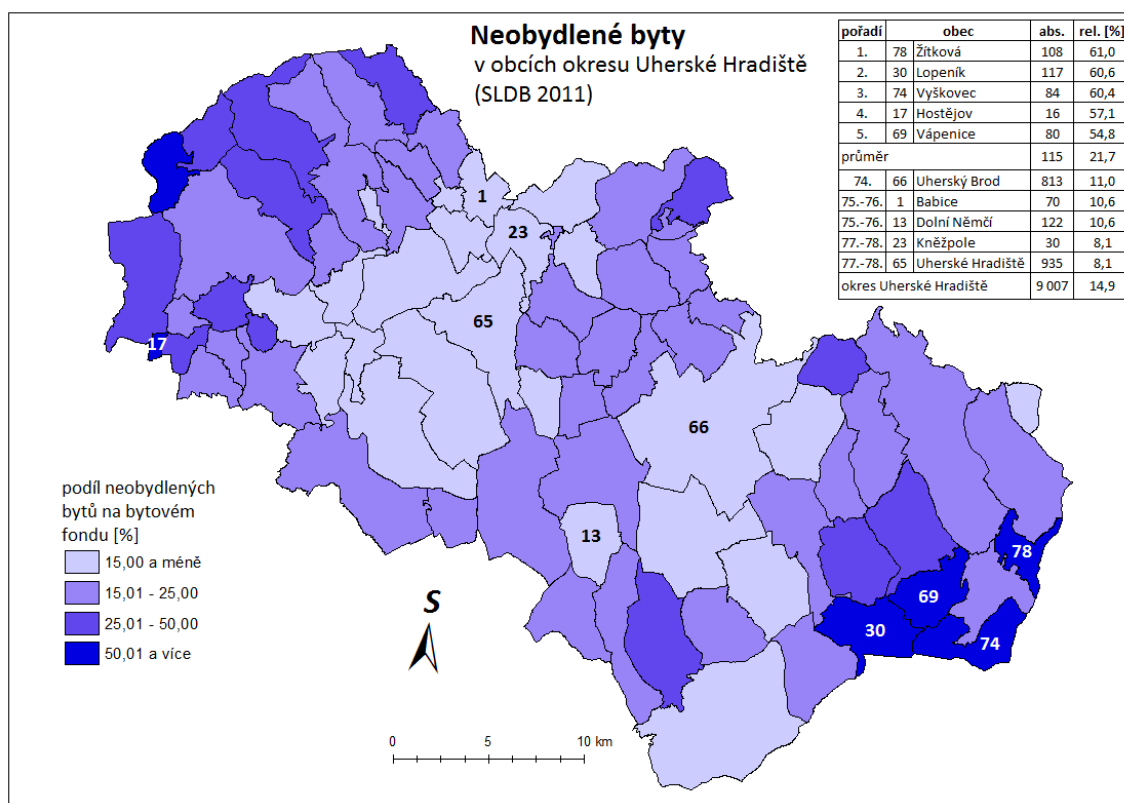 Neobydlené byty
v obcích okresu Uherské Hradiště
(SLDB 2011)
pořadí obec abs. rel. [%]
1. 78 Žítková 108 61,0
2. 30 Lopeník 117 60,6
3. 74 Vyškovec 84 60,4
4. 17 Hostějov 16 57,1
5. 69 Vápenice 80 54,8
průměr 115 21,7
74. 66 Uherský Brod 813 11,0
75.-76. 1 Babice 70 10,6
75.-76. 13 Dolní Němčí 122 10,6
77.-78. 23 Kněžpole 30 8,1
77.-78. 65 Uherské Hradiště 935 8,1
okres Uherské Hradiště 9 007 14,9
1
23
65
17
66
13
78
69
30
74
podíl neobydlených
bytů na bytovém
fondu [%]
15,00 a méně
15,01 - 25,00
25,01 - 50,00
50,01 a více
S
0 5 10 km